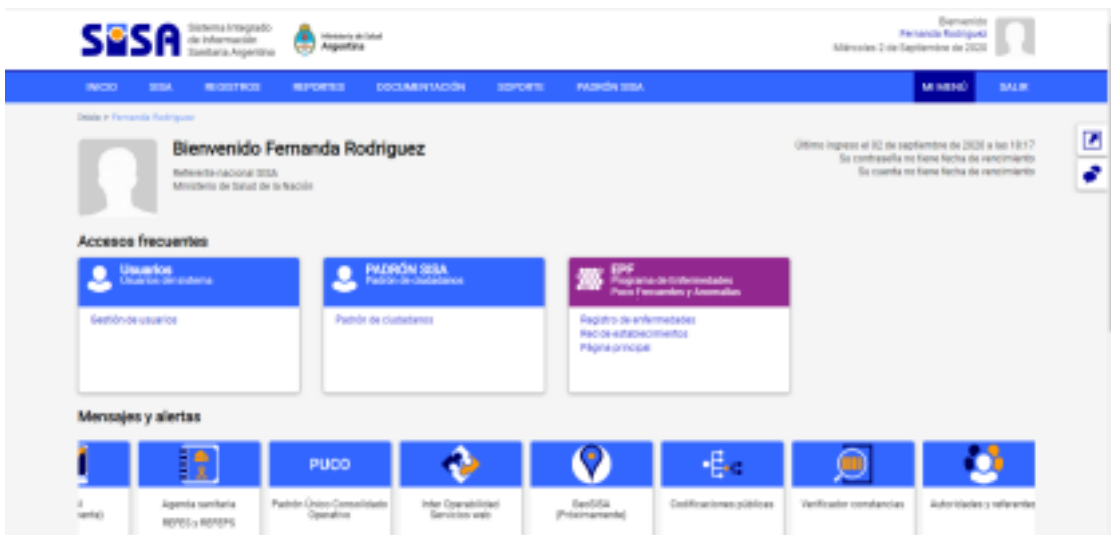 SISA
Sistema Integrado
de Información
Sanitaria Argentina
Ministerio de Salud
Argentina
Bienvenido
Fernanda Rodriguez
Miércoles 2 de Septiembre de 2020
INICIO SISA REGISTROS REPORTES DOCUMENTACIÓN SOPORTE PADRÓN SISA MI MENÚ SALIR
Inicio > Fernanda Rodriguez
Bienvenido Fernanda Rodriguez
Referente nacional SISA
Ministerio de Salud de la Nación
Último ingreso el 02 de septiembre de 2020 a las 10:17
Su contraseña no tiene fecha de vencimiento
Su cuenta no tiene fecha de vencimiento
Accesos frecuentes
Usuarios
Usuarios del sistema
Gestión de usuarios
PADRÓN SISA
Padrón de ciudadanos
Padrón de ciudadanos
EPF
Programa de Enfermedades
Poco Frecuentes y Anomalías
Registro de enfermedades
Red de establecimientos
Página principal
Mensajes y alertas
Agenda sanitaria
REFES y REFEPS
PUCO
Padrón Único Consolidado
Operativo
Inter Operabilidad
Servicios web
GeoSISA
(Próximamente)
Codificaciones públicas
Verificador constancias
Autoridades y referentes